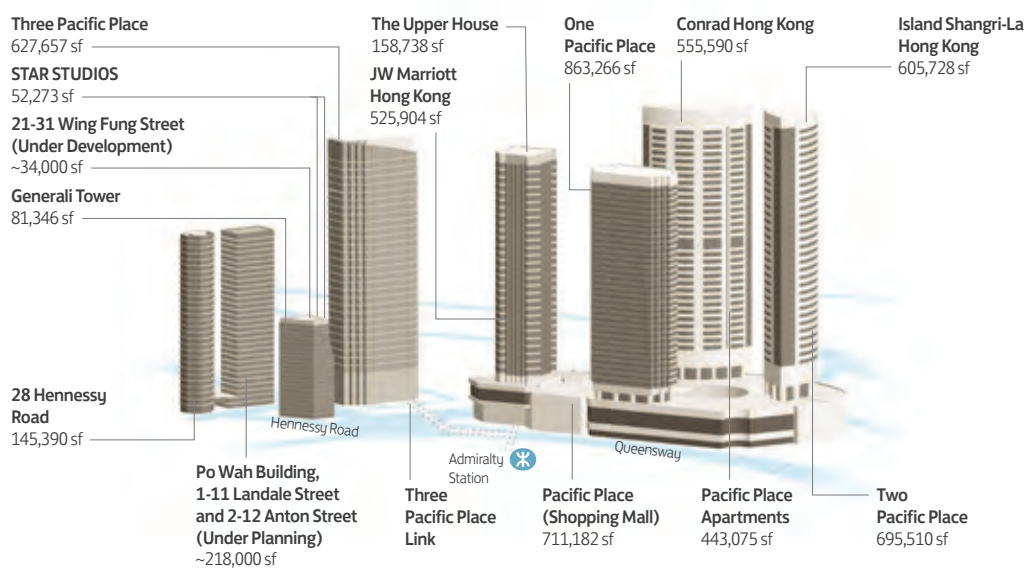 Three Pacific Place
627,657 sf
STAR STUDIOS
52,273 sf
21-31 Wing Fung Street
(Under Development)
~34,000 sf
Generali Tower
81,346 sf
28 Hennessy
Road
145,390 sf
The Upper House
158,738 sf
JW Marriott
Hong Kong
525,904 sf
One
Pacific Place
863,266 sf
Conrad Hong Kong
555,590 sf
Island Shangri-La
Hong Kong
605,728 sf
Hennessy Road
Admiralty
Station
Queensway
Po Wah Building,
1-11 Landale Street
and 2-12 Anton Street
(Under Planning)
~218,000 sf
Three
Pacific Place
Link
Pacific Place
(Shopping Mall)
711,182 sf
Pacific Place
Apartments
443,075 sf
Two
Pacific Place
695,510 sf